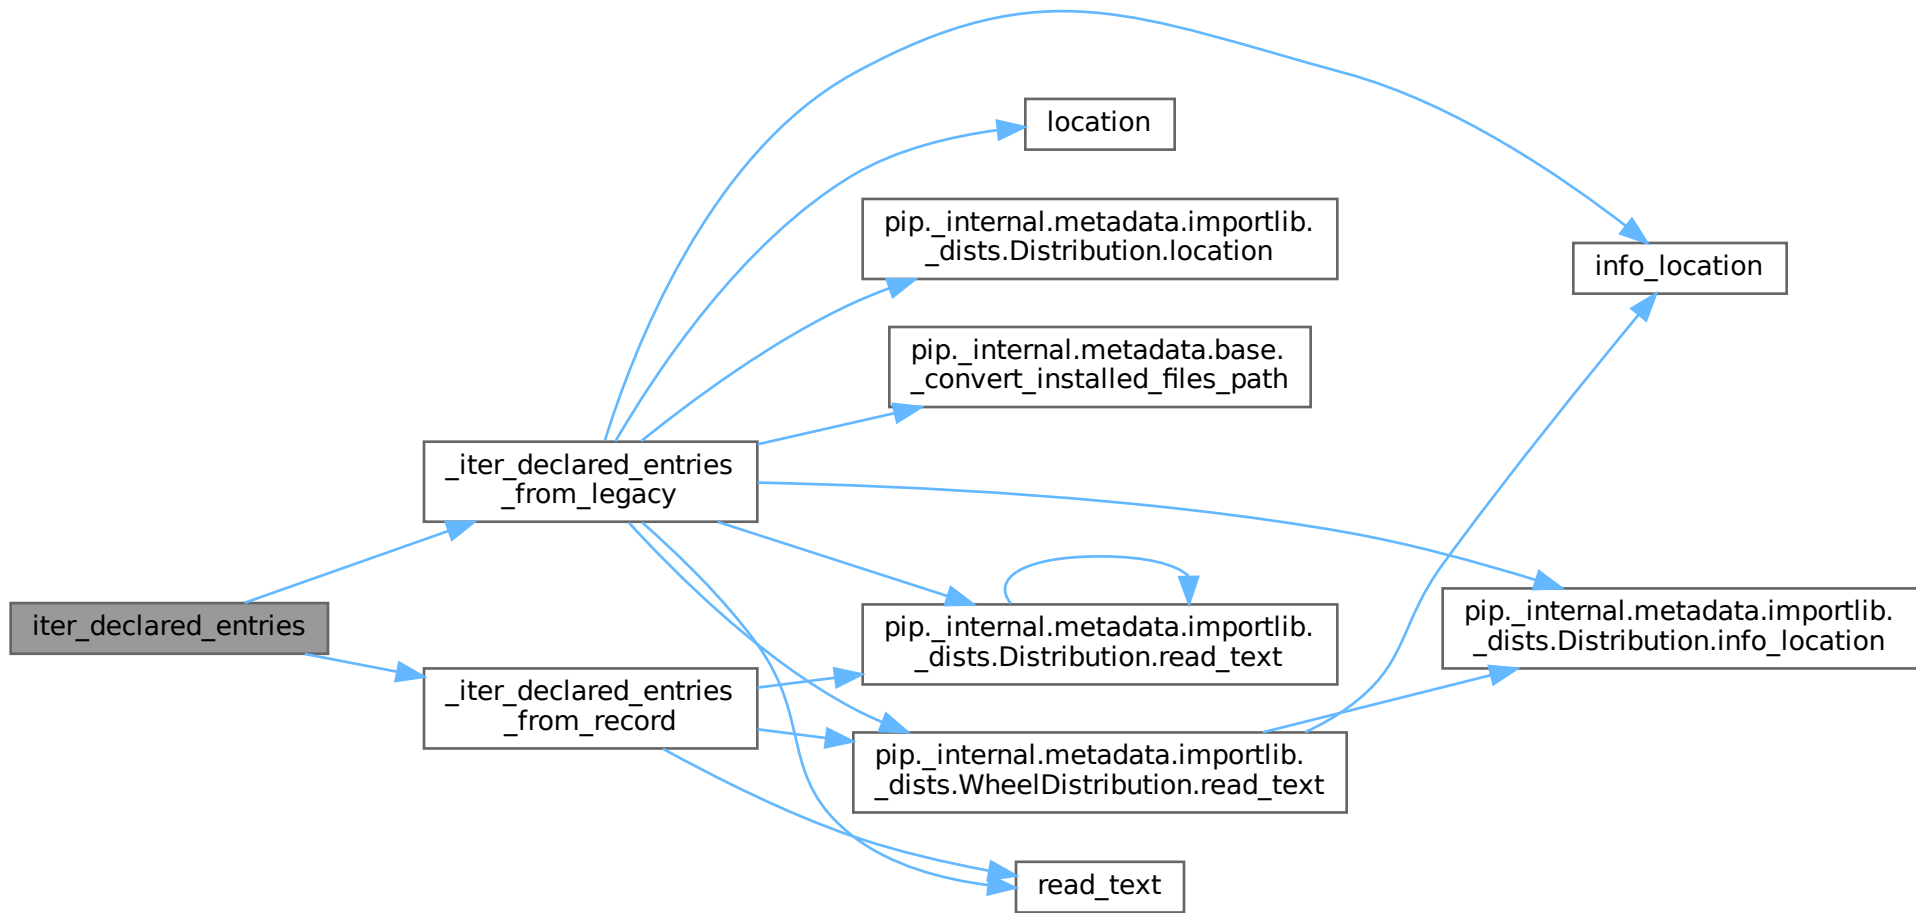 iter_declared_entries
_iter_declared_entries
_from_legacy
_iter_declared_entries
_from_record
location
pip._internal.metadata.importlib.
_dists.Distribution.location
pip._internal.metadata.base.
_convert_installed_files_path
pip._internal.metadata.importlib.
_dists.Distribution.read_text
pip._internal.metadata.importlib.
_dists.WheelDistribution.read_text
read_text
info_location
pip._internal.metadata.importlib.
_dists.Distribution.info_location